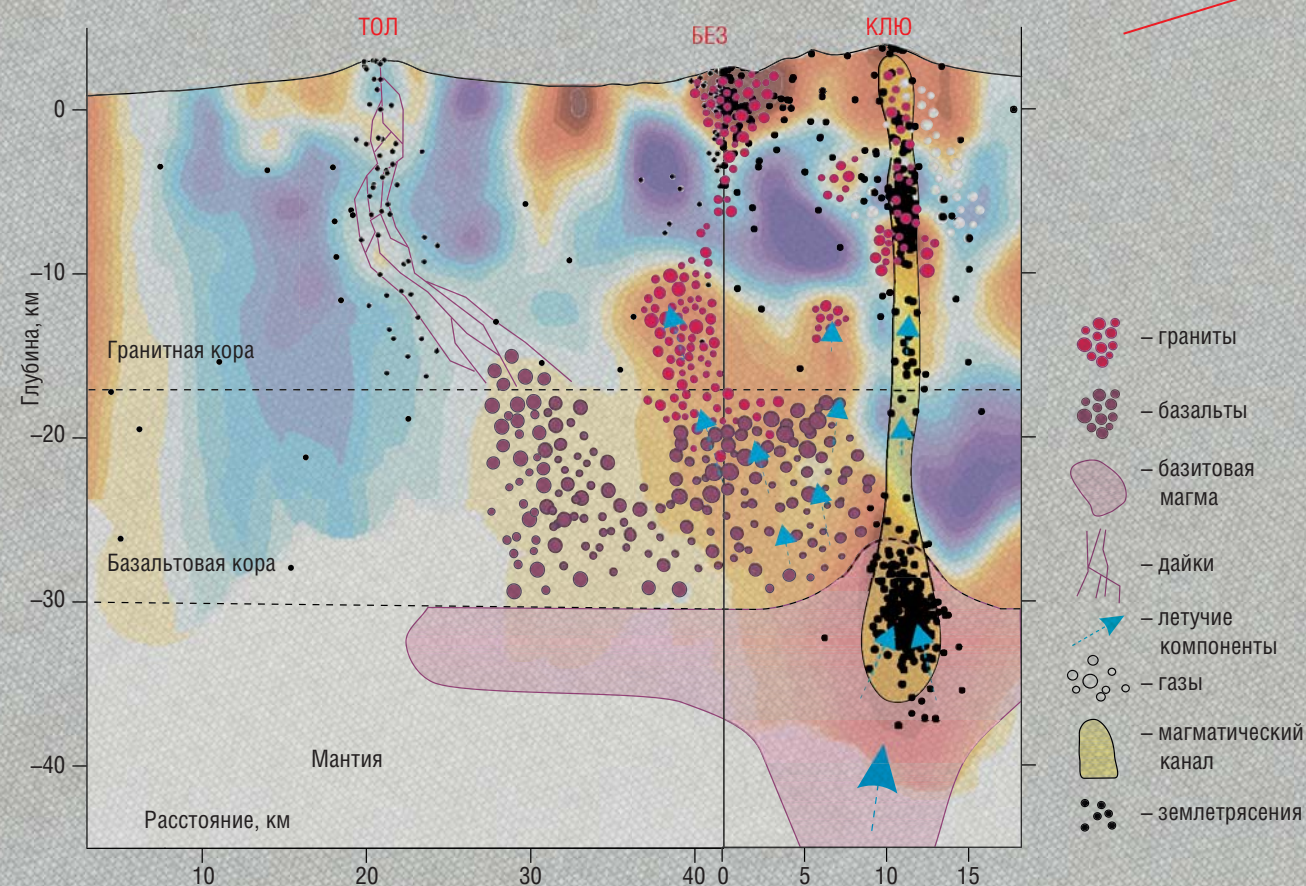 ТОЛ
БЕЗ
КЛЮ
Глубина, км
0
–10
–20
–30
–40
Гранитная кора
Базальтовая кора
Мантия
Расстояние, км
10
20
30
40
0
5
10
15
– граниты
– базальты
– базитовая
магма
– дайки
– летучие
компоненты
– газы
– магматический
канал
– землетрясения